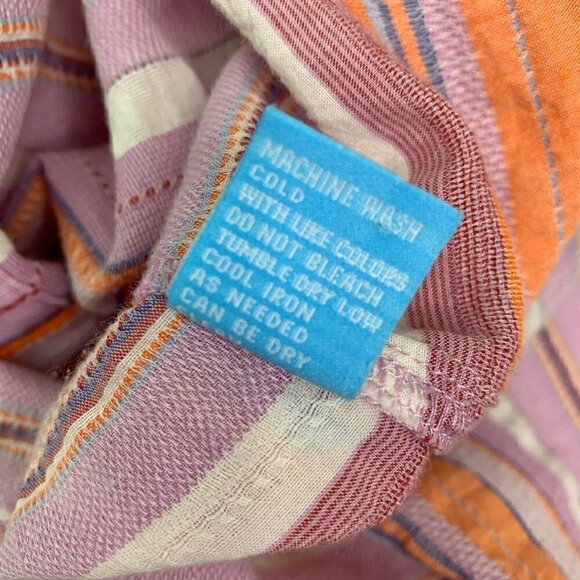 MACHINE WASH
COLD
WITH LIKE COLORS
DO NOT BLEACH
TUMBLE DRY LOW
COOL IRON
AS NEEDED
CAN BE DRY